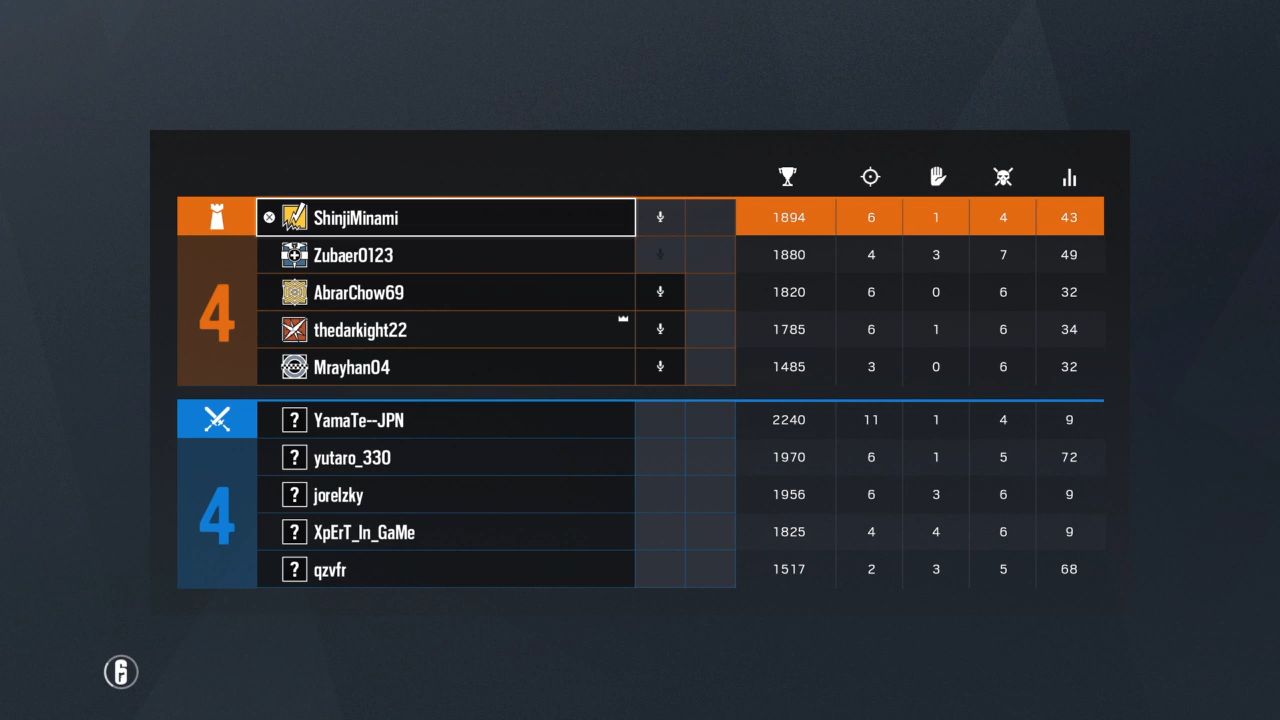 ShinjiMinami 1894 6 1 4 43
4
Zubaer0123 1880 4 3 7 49
AbrarChow69 1820 6 0 6 32
thedarkight22 1785 6 1 6 34
Mrayhan04 1485 3 0 6 32
YamaTe--JPN 2240 11 1 4 9
4
? yutaro_330 1970 6 1 5 72
? jorelzky 1956 6 3 6 9
? XpErT_In_GaMe 1825 4 4 6 9
? qzvfr 1517 2 3 5 68
6